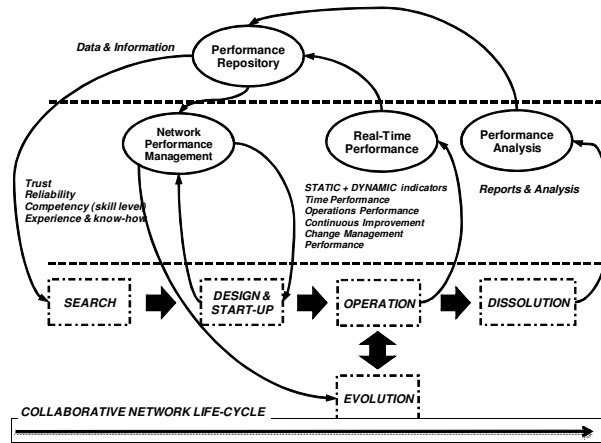 Data & Information
Performance
Repository
Network
Performance
Management
Real-Time
Performance
Performance
Analysis
Trust
Reliability
Competency (skill level)
Experience & know-how
STATIC + DYNAMIC indicators
Time Performance
Operations Performance
Continuous Improvement
Change Management
Performance
Reports & Analysis
SEARCH
DESIGN &
START-UP
OPERATION
DISSOLUTION
EVOLUTION
COLLABORATIVE NETWORK LIFE-CYCLE